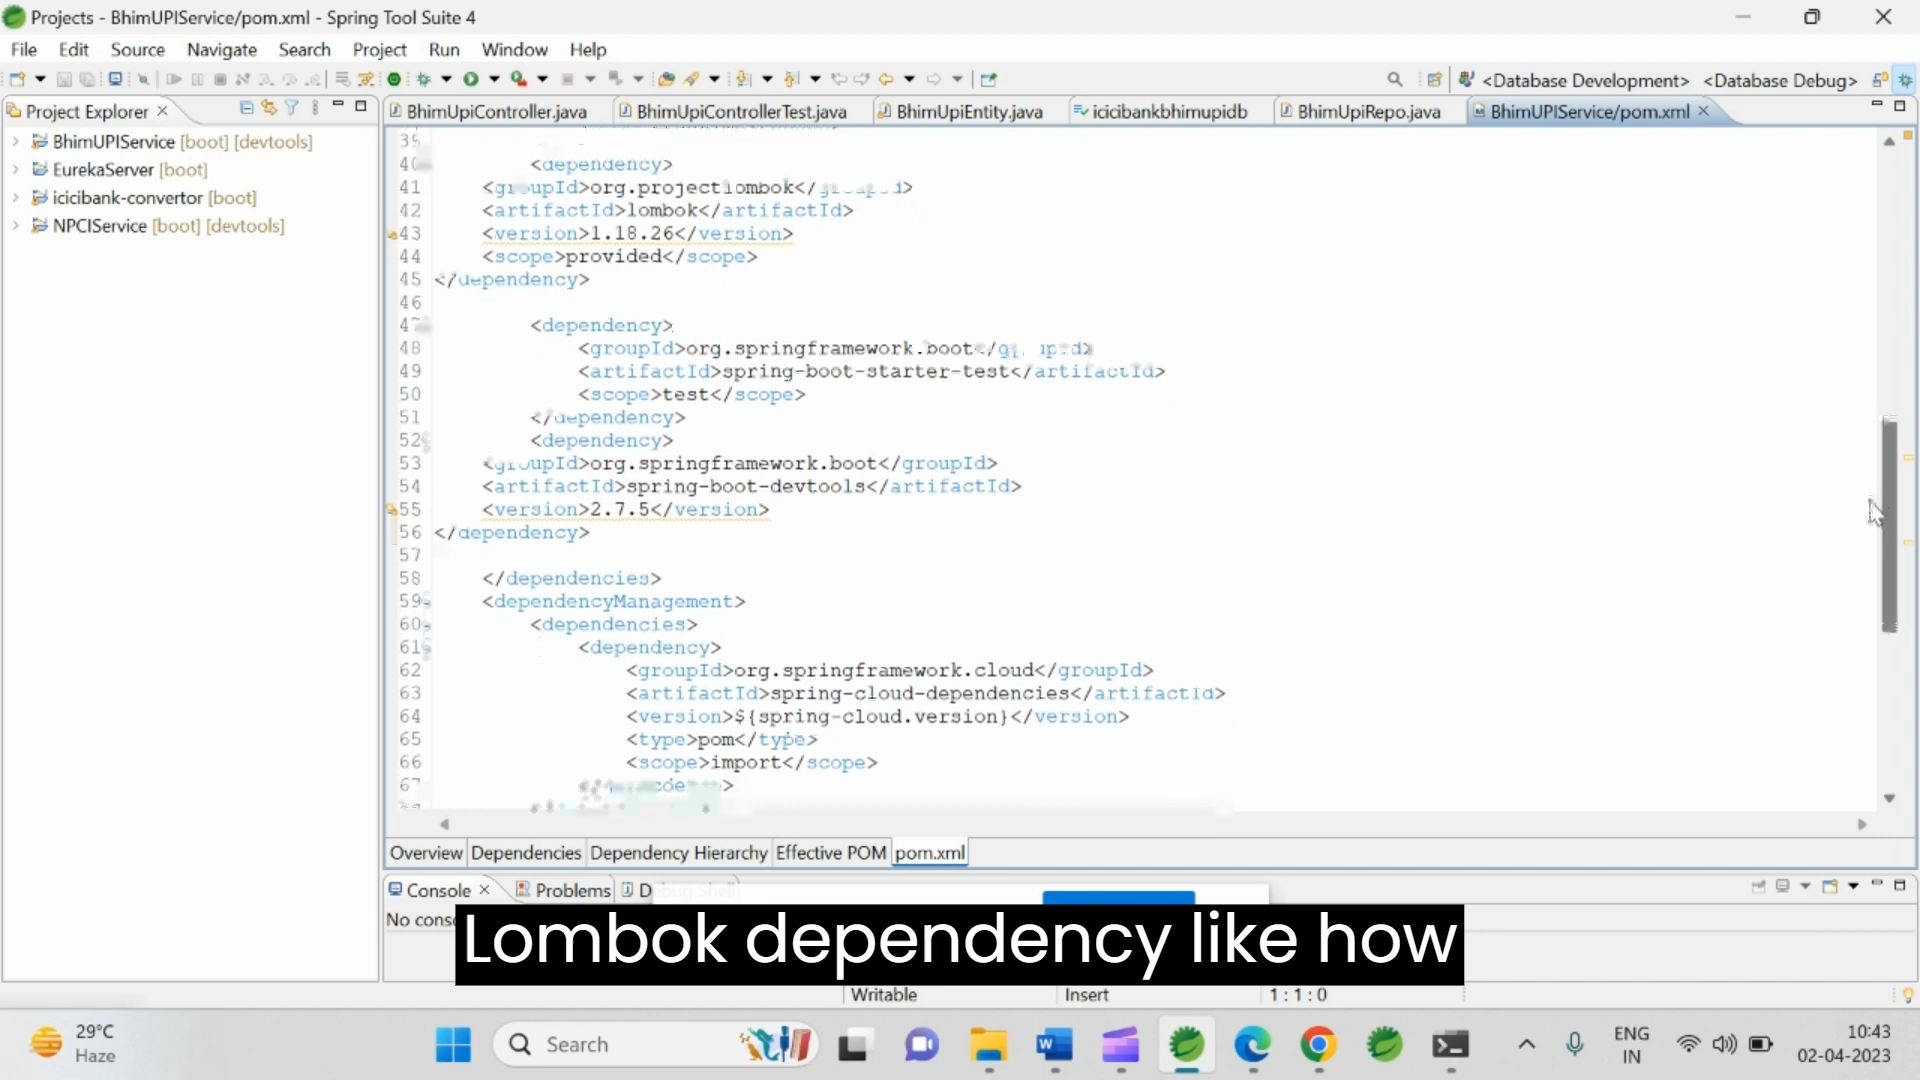 Projects - BhimUPIService/pom.xml - Spring Tool Suite 4
File Edit Source Navigate Search Project Run Window Help
<Database Development> <Database Debug>
Project Explorer
BhimUpiController.java BhimUpiControllerTest.java BhimUpiEntity.java icicibankbhimupidb BhimUpiRepo.java BhimUPIService/pom.xml
BhimUPIService [boot] [devtools]
EurekaServer [boot]
icicibank-convertor [boot]
NPCIService [boot] [devtools]
39
40 <dependency>
41 <groupId>org.projectlombok</groupId>
42 <artifactId>lombok</artifactId>
43 <version>1.18.26</version>
44 <scope>provided</scope>
45 </dependency>
46
47 <dependency>
48 <groupId>org.springframework.boot</groupId>
49 <artifactId>spring-boot-starter-test</artifactId>
50 <scope>test</scope>
51 </dependency>
52 <dependency>
53 <groupId>org.springframework.boot</groupId>
54 <artifactId>spring-boot-devtools</artifactId>
55 <version>2.7.5</version>
56 </dependency>
57
58 </dependencies>
59 <dependencyManagement>
60 <dependencies>
61 <dependency>
62 <groupId>org.springframework.cloud</groupId>
63 <artifactId>spring-cloud-dependencies</artifactId>
64 <version>${spring-cloud.version}</version>
65 <type>pom</type>
66 <scope>import</scope>
67
Overview Dependencies Dependency Hierarchy Effective POM pom.xml
Console Problems
No
Lombok dependency like how
Writable Insert 1 : 1 : 0
29°C
Haze
Search
ENG
IN
10:43
02-04-2023